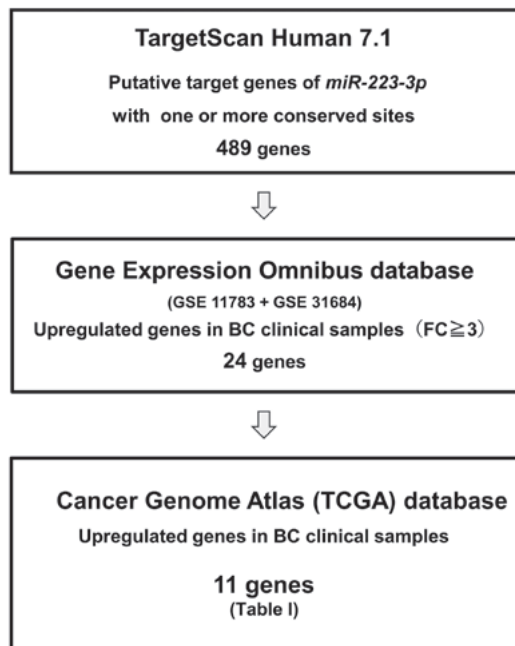 TargetScan Human 7.1
Putative target genes of miR-223-3p
with one or more conserved sites
489 genes
Gene Expression Omnibus database
(GSE 11783 + GSE 31684)
Upregulated genes in BC clinical samples（FC≧3）
24 genes
Cancer Genome Atlas (TCGA) database
Upregulated genes in BC clinical samples
11 genes
(Table I)